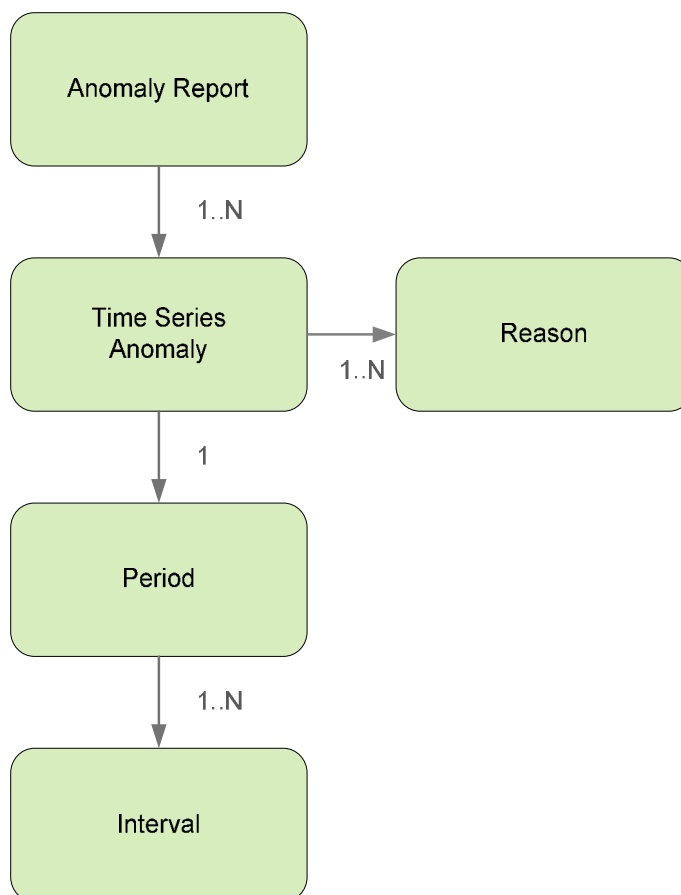 Anomaly Report
1..N
Time Series
Anomaly
Reason
1..N
1
Period
1..N
Interval